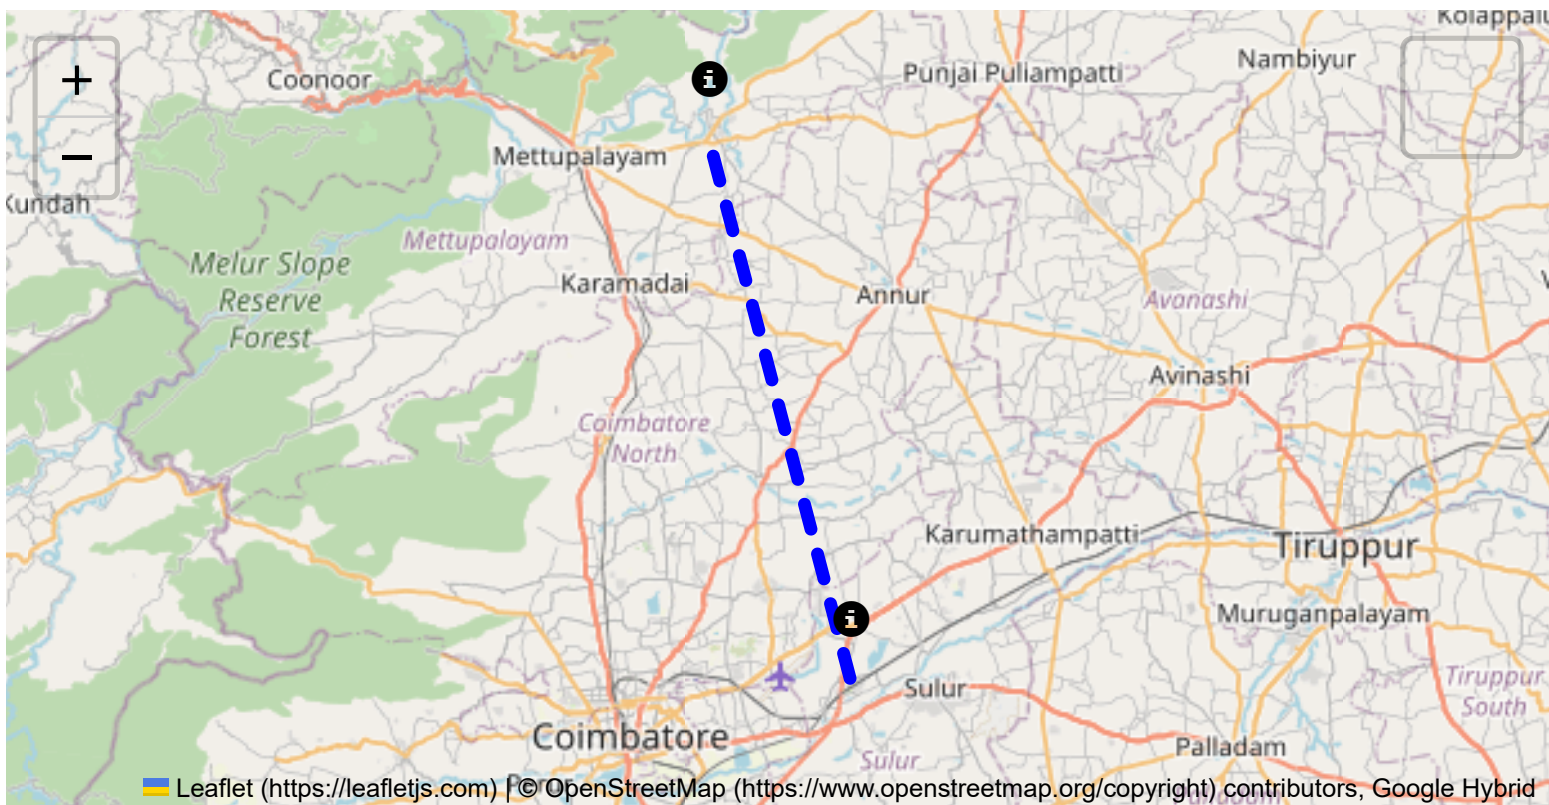 Kolappalu
Nambiyur
Punjai Puliampatti
Coonoor
+
−
Mettupalayam
Kundah
Mettupalayam
Melur Slope
Reserve
Forest
Karamadai
Annur
Avanashi
Avinashi
Coimbatore
North
Karumathampatti
Tiruppur
Muruganpalayam
Sulur
Tiruppur
South
Coimbatore
Sulur
Palladam
Leaflet (https://leafletjs.com) | © OpenStreetMap (https://www.openstreetmap.org/copyright) contributors, Google Hybrid